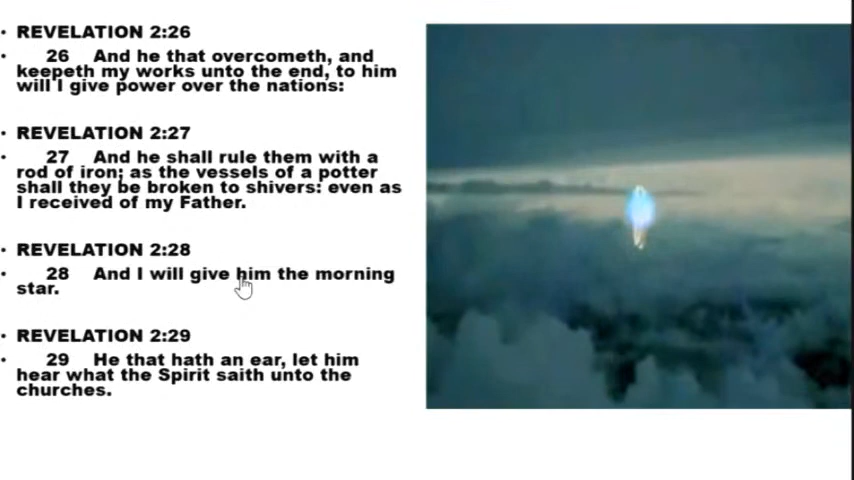 • REVELATION 2:26
• 26 And he that overcometh, and
keepeth my works unto the end, to him
will I give power over the nations:
• REVELATION 2:27
• 27 And he shall rule them with a
rod of iron; as the vessels of a potter
shall they be broken to shivers: even as
I received of my Father.
• REVELATION 2:28
• 28 And I will give him the morning
star.
• REVELATION 2:29
• 29 He that hath an ear, let him
hear what the Spirit saith unto the
churches.